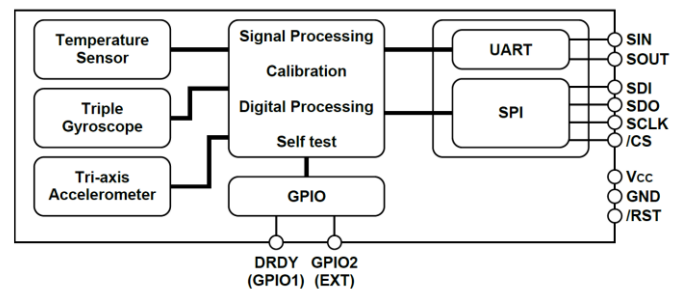 Temperature
Sensor
Triple
Gyroscope
Tri-axis
Accelerometer
Signal Processing
Calibration
Digital Processing
Self test
GPIO
UART
SPI
SIN
SOUT
SDI
SDO
SCLK
/CS
Vcc
GND
/RST
DRDY
(GPIO1)
GPIO2
(EXT)